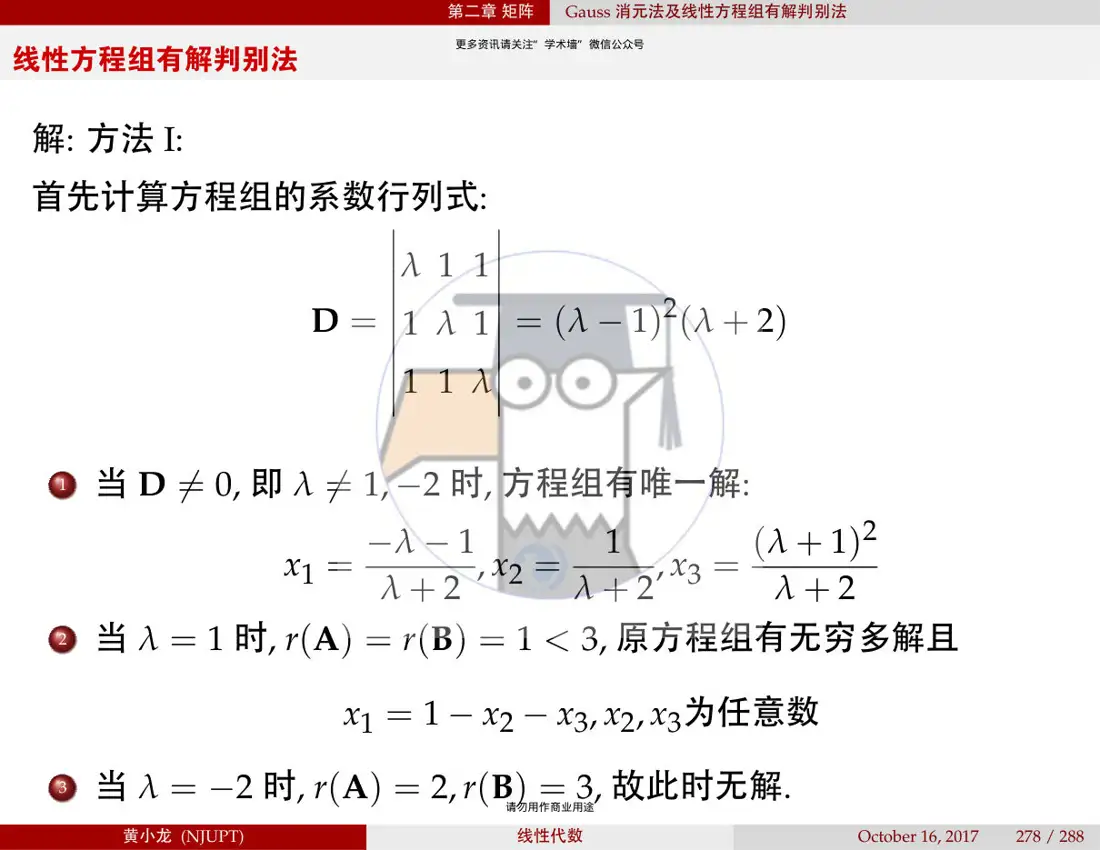 第二章 矩阵 Gauss 消元法及线性方程组有解判别法
更多资讯请关注“学术墙”微信公众号
线性方程组有解判别法
解: 方法 I:
首先计算方程组的系数行列式:
λ 1 1
D = 1 λ 1 = (λ − 1)²(λ + 2)
1 1 λ
1 当 D ≠ 0, 即 λ ≠ 1, −2 时, 方程组有唯一解:
x₁ = (−λ − 1)/(λ + 2), x₂ = 1/(λ + 2), x₃ = (λ + 1)²/(λ + 2)
2 当 λ = 1 时, r(A) = r(B) = 1 < 3, 原方程组有无穷多解且
x₁ = 1 − x₂ − x₃, x₂, x₃为任意数
3 当 λ = −2 时, r(A) = 2, r(B) = 3, 故此时无解.
请勿用作商业用途
黄小龙 (NJUPT) 线性代数 October 16, 2017 278 / 288